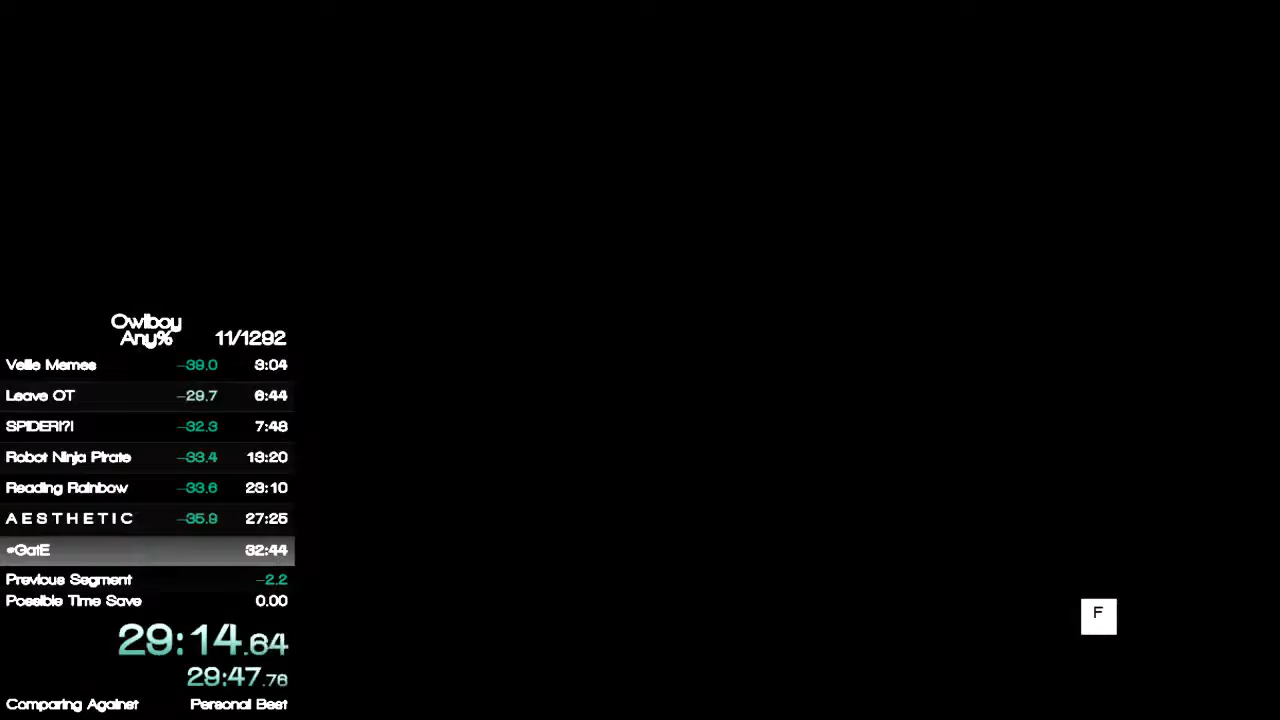 Owlboy
Any% 11/1292
Vellie Memes -39.0 3:04
Leave OT -29.7 6:44
SPIDER!?! -32.3 7:48
Robot Ninja Pirate -33.4 19:20
Reading Rainbow -33.6 23:10
A E S T H E T I C -35.9 27:25
•GatE 32:44
Previous Segment -2.2
Possible Time Save 0.00
29:14.64
29:47.76
Comparing Against Personal Best
F